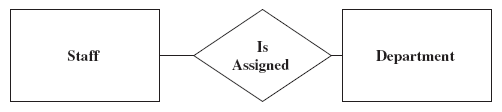 Staff
Is
Assigned
Department